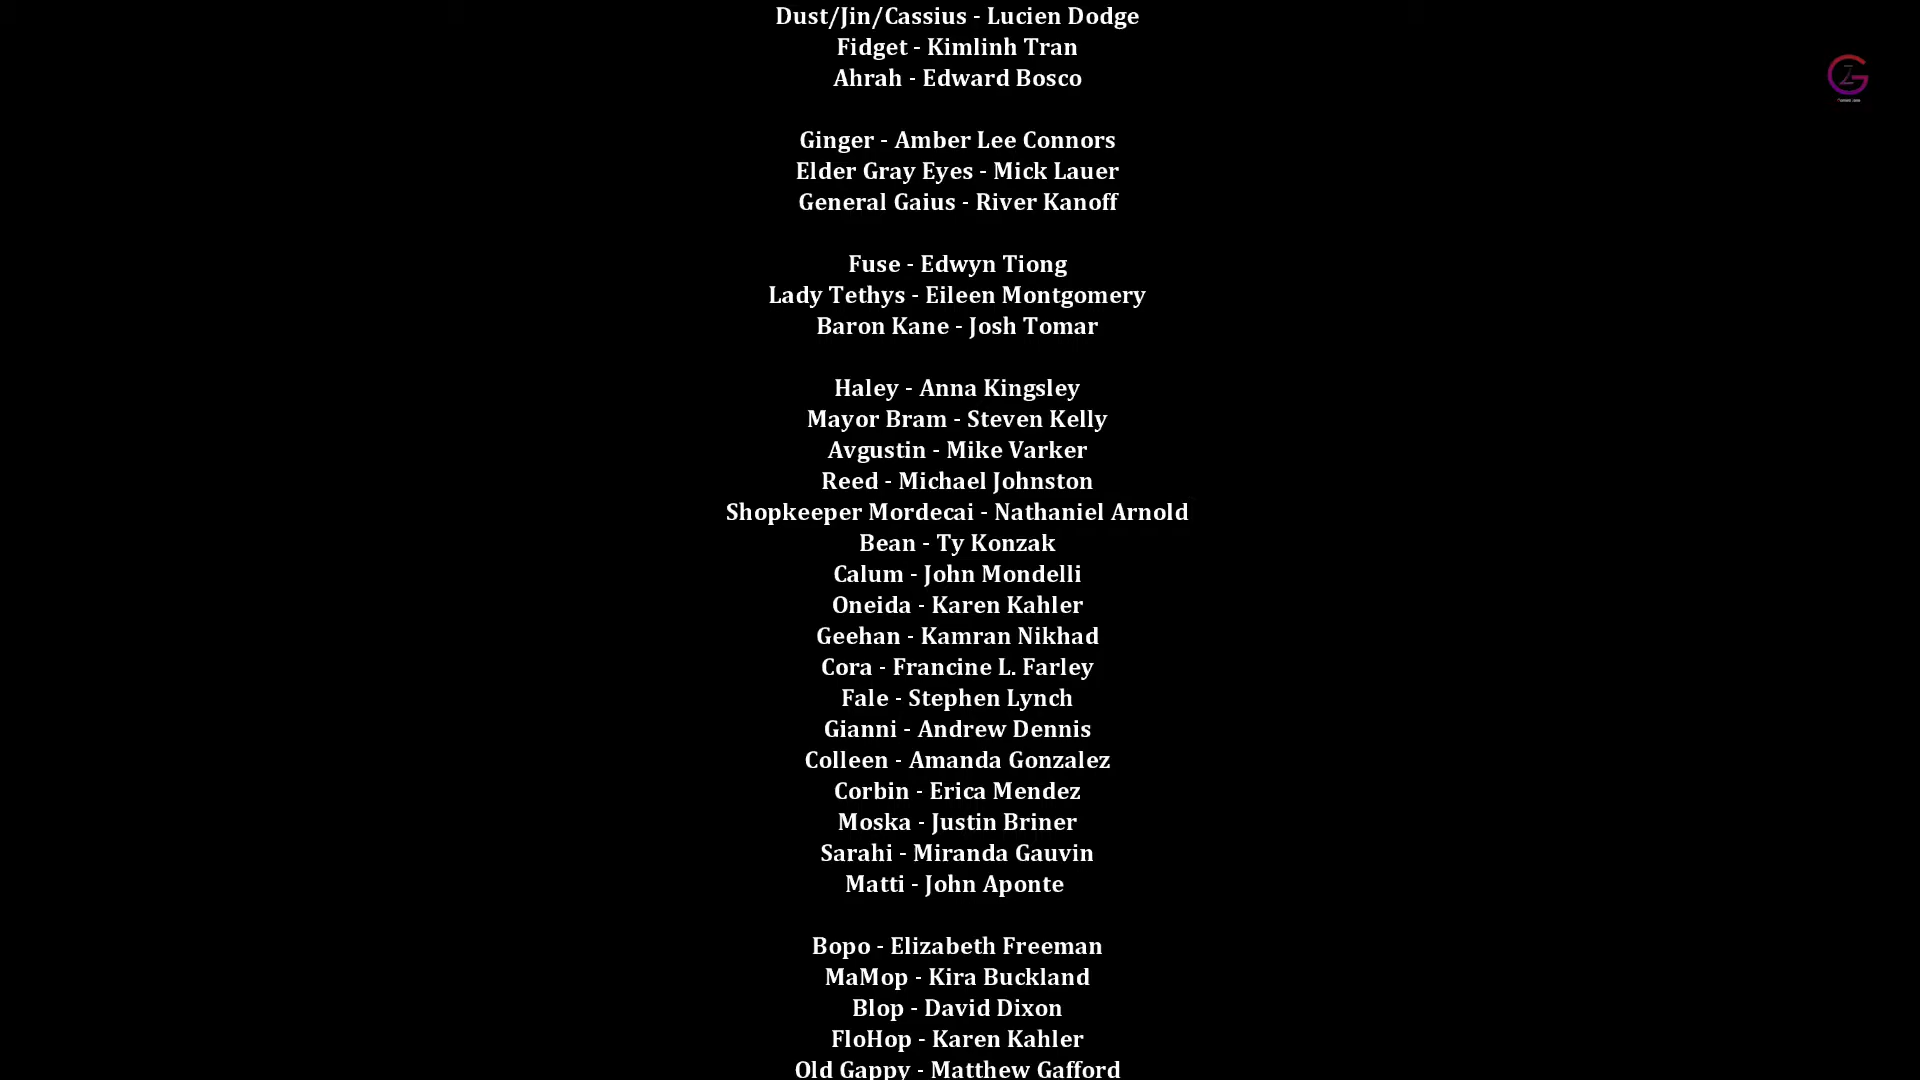 Dust/Jin/Cassius - Lucien Dodge
Fidget - Kimlinh Tran
Ahrah - Edward Bosco
Ginger - Amber Lee Connors
Elder Gray Eyes - Mick Lauer
General Gaius - River Kanoff
Fuse - Edwyn Tiong
Lady Tethys - Eileen Montgomery
Baron Kane - Josh Tomar
Haley - Anna Kingsley
Mayor Bram - Steven Kelly
Avgustin - Mike Varker
Reed - Michael Johnston
Shopkeeper Mordecai - Nathaniel Arnold
Bean - Ty Konzak
Calum - John Mondelli
Oneida - Karen Kahler
Geehan - Kamran Nikhad
Cora - Francine L. Farley
Fale - Stephen Lynch
Gianni - Andrew Dennis
Colleen - Amanda Gonzalez
Corbin - Erica Mendez
Moska - Justin Briner
Sarahi - Miranda Gauvin
Matti - John Aponte
Bopo - Elizabeth Freeman
MaMop - Kira Buckland
Blop - David Dixon
FloHop - Karen Kahler
Old Gappy - Matthew Gafford